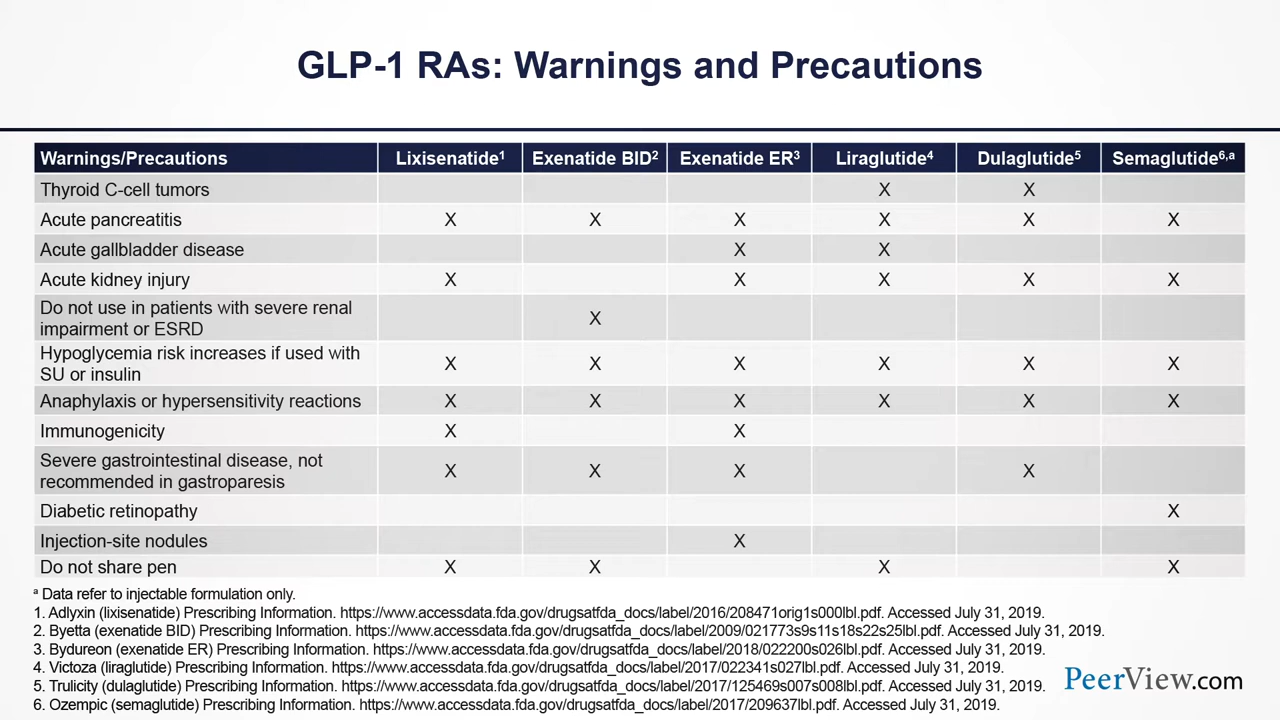 GLP-1 RAs: Warnings and Precautions
Warnings/Precautions Lixisenatide¹ Exenatide BID² Exenatide ER³ Liraglutide⁴ Dulaglutide⁵ Semaglutide⁶,ᵃ
Thyroid C-cell tumors X X
Acute pancreatitis X X X X X X
Acute gallbladder disease X X
Acute kidney injury X X X X X
Do not use in patients with severe renal
impairment or ESRD X
Hypoglycemia risk increases if used with
SU or insulin X X X X X X
Anaphylaxis or hypersensitivity reactions X X X X X X
Immunogenicity X X
Severe gastrointestinal disease, not
recommended in gastroparesis X X X X
Diabetic retinopathy X
Injection-site nodules X
Do not share pen X X X X
ᵃ Data refer to injectable formulation only.
1. Adlyxin (lixisenatide) Prescribing Information. https://www.accessdata.fda.gov/drugsatfda_docs/label/2016/208471orig1s000lbl.pdf. Accessed July 31, 2019.
2. Byetta (exenatide BID) Prescribing Information. https://www.accessdata.fda.gov/drugsatfda_docs/label/2009/021773s9s11s18s22s25lbl.pdf. Accessed July 31, 2019.
3. Bydureon (exenatide ER) Prescribing Information. https://www.accessdata.fda.gov/drugsatfda_docs/label/2018/022200s026lbl.pdf. Accessed July 31, 2019.
4. Victoza (liraglutide) Prescribing Information. https://www.accessdata.fda.gov/drugsatfda_docs/label/2017/022341s027lbl.pdf. Accessed July 31, 2019.
5. Trulicity (dulaglutide) Prescribing Information. https://www.accessdata.fda.gov/drugsatfda_docs/label/2017/125469s007s008lbl.pdf. Accessed July 31, 2019.
6. Ozempic (semaglutide) Prescribing Information. https://www.accessdata.fda.gov/drugsatfda_docs/label/2017/209637lbl.pdf. Accessed July 31, 2019.
PeerView.com